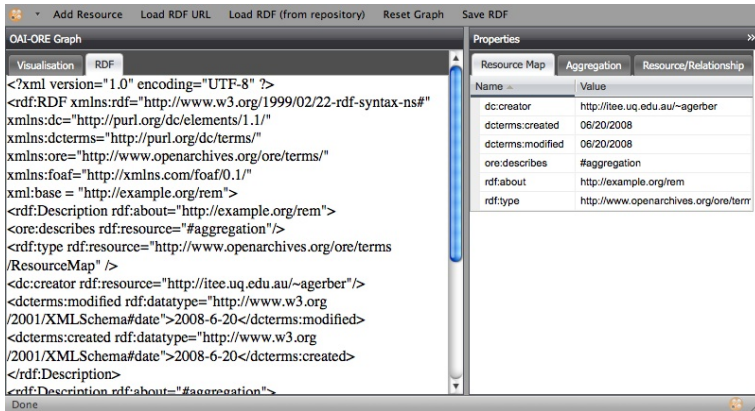 Add Resource Load RDF URL Load RDF (from repository) Reset Graph Save RDF
OAI-ORE Graph
Visualisation RDF
<?xml version="1.0" encoding="UTF-8" ?>
<rdf:RDF xmlns:rdf="http://www.w3.org/1999/02/22-rdf-syntax-ns#"
xmlns:dc="http://purl.org/dc/elements/1.1/"
xmlns:dcterms="http://purl.org/dc/terms/"
xmlns:ore="http://www.openarchives.org/ore/terms/"
xmlns:foaf="http://xmlns.com/foaf/0.1/"
xml:base = "http://example.org/rem">
<rdf:Description rdf:about="http://example.org/rem">
<ore:describes rdf:resource="#aggregation"/>
<rdf:type rdf:resource="http://www.openarchives.org/ore/terms
/ResourceMap" />
<dc:creator rdf:resource="http://itee.uq.edu.au/~agerber"/>
<dcterms:modified rdf:datatype="http://www.w3.org
/2001/XMLSchema#date">2008-6-20</dcterms:modified>
<dcterms:created rdf:datatype="http://www.w3.org
/2001/XMLSchema#date">2008-6-20</dcterms:created>
</rdf:Description>
<rdf:Description rdf:about="#aggregation">
Properties »
Resource Map Aggregation Resource/Relationship
Name Value
dc:creator http://itee.uq.edu.au/~agerber
dcterms:created 06/20/2008
dcterms:modified 06/20/2008
ore:describes #aggregation
rdf:about http://example.org/rem
rdf:type http://www.openarchives.org/ore/term
Done